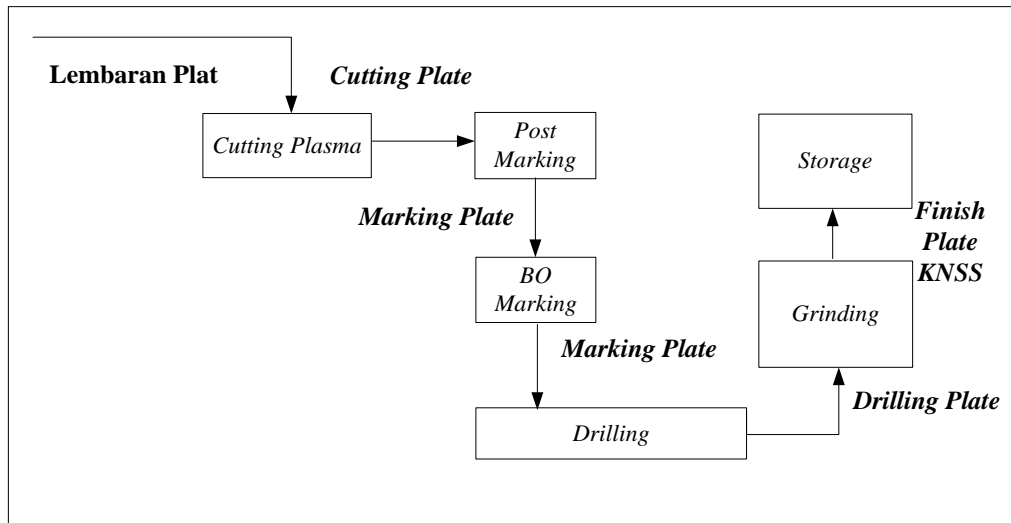 Lembaran Plat
Cutting Plate
Cutting Plasma
Post
Marking
Marking Plate
BO
Marking
Marking Plate
Drilling
Drilling Plate
Grinding
Finish
Plate
KNSS
Storage